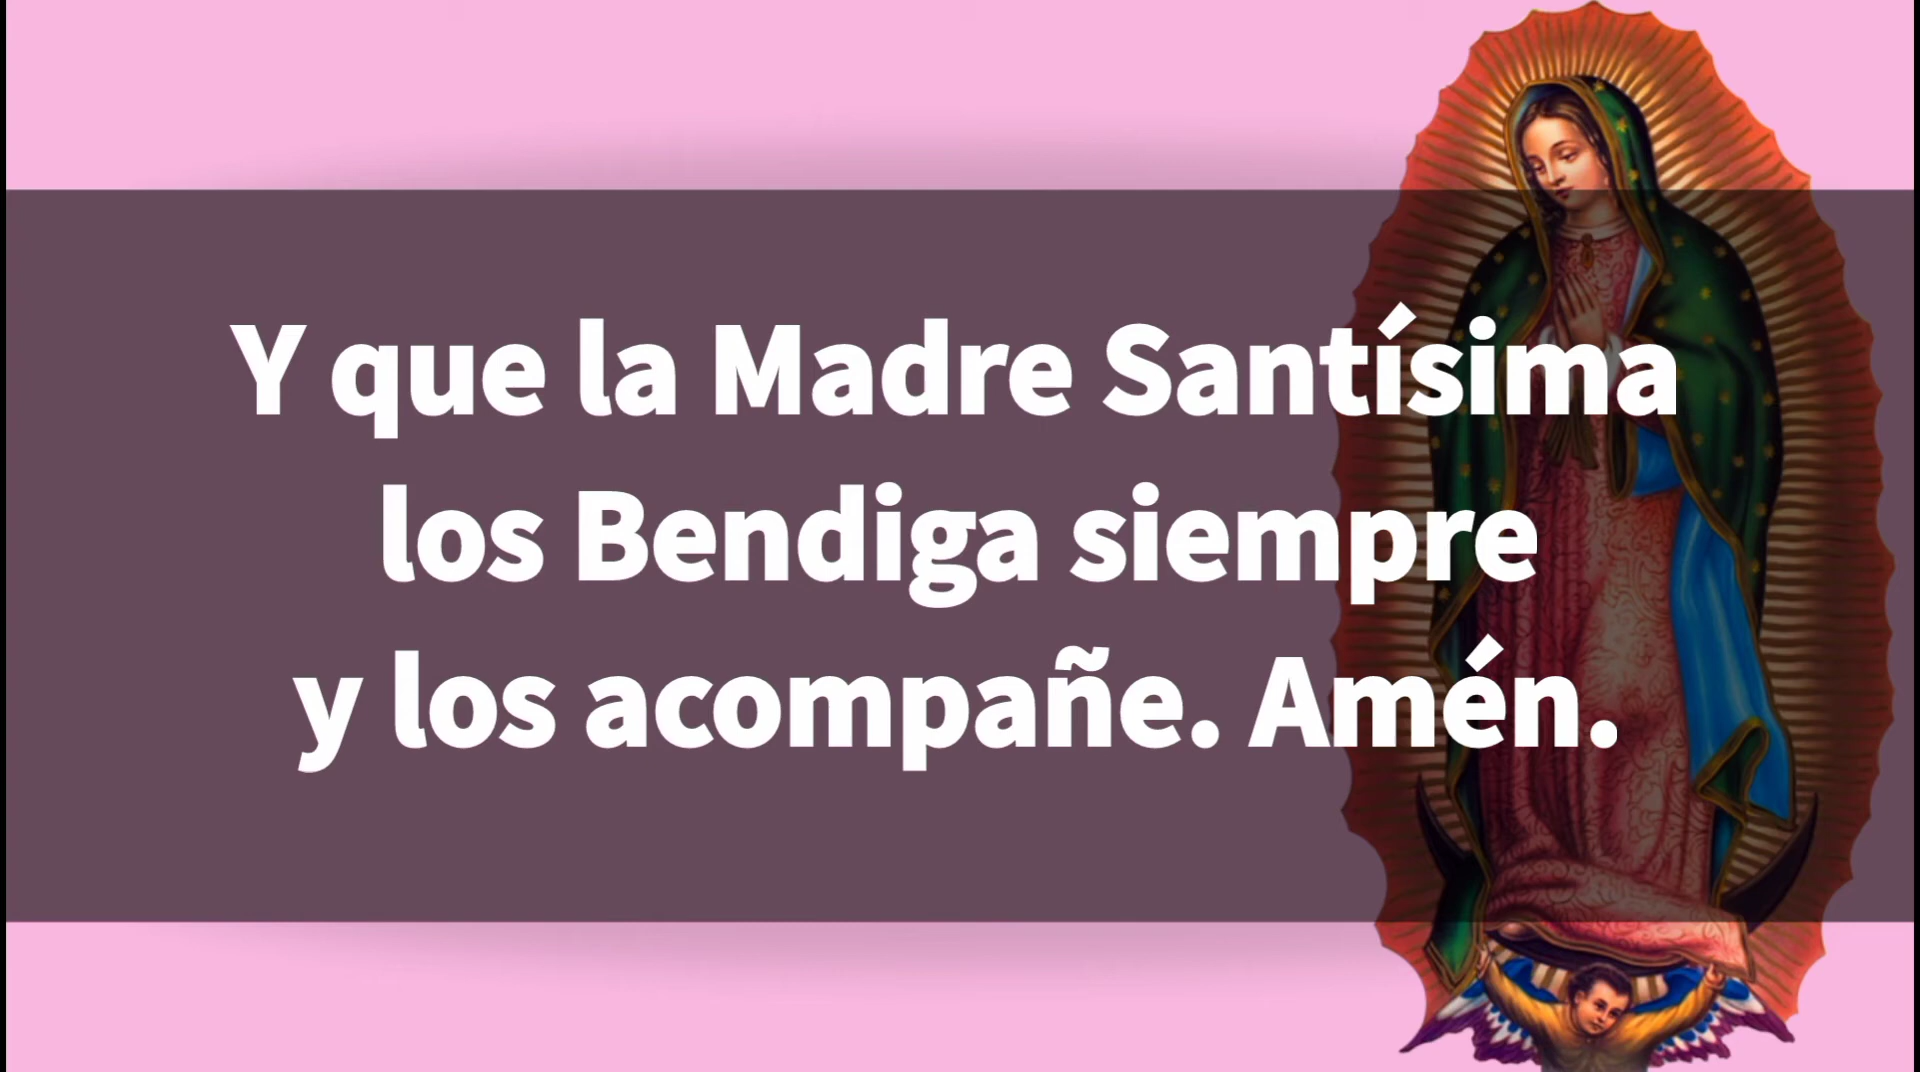 Y que la Madre Santísima
los Bendiga siempre
y los acompañe. Amén.